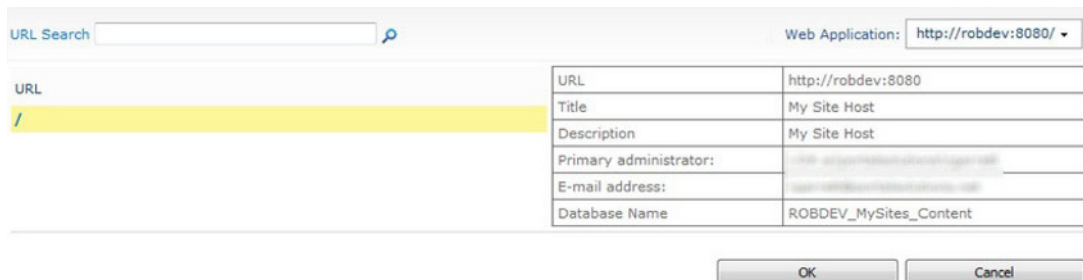 URL Search
Web Application: http://robdev:8080/
URL
/
URL http://robdev:8080
Title My Site Host
Description My Site Host
Primary administrator:
E-mail address:
Database Name ROBDEV_MySites_Content
OK Cancel